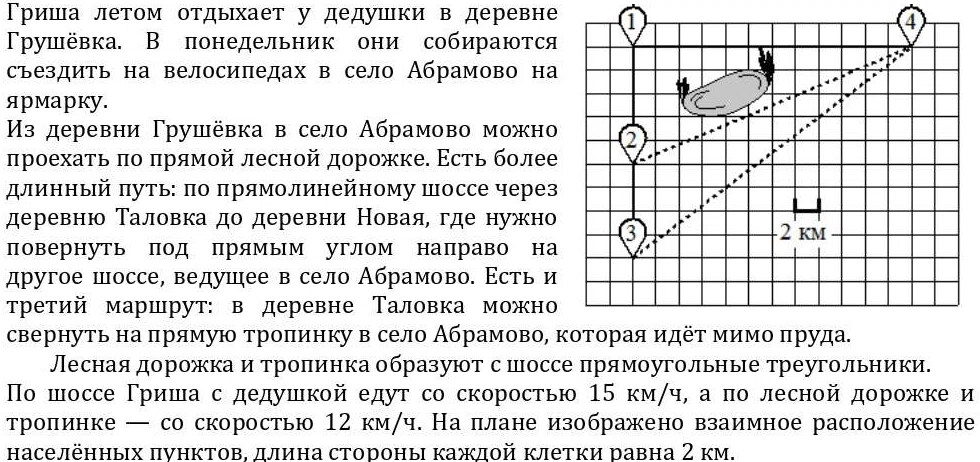 Гриша летом отдыхает у дедушки в деревне
Грушёвка. В понедельник они собираются
съездить на велосипедах в село Абрамово на
ярмарку.
Из деревни Грушёвка в село Абрамово можно
проехать по прямой лесной дорожке. Есть более
длинный путь: по прямолинейному шоссе через
деревню Таловка до деревни Новая, где нужно
повернуть под прямым углом направо на
другое шоссе, ведущее в село Абрамово. Есть и
третий маршрут: в деревне Таловка можно
свернуть на прямую тропинку в село Абрамово, которая идёт мимо пруда.
Лесная дорожка и тропинка образуют с шоссе прямоугольные треугольники.
По шоссе Гриша с дедушкой едут со скоростью 15 км/ч, а по лесной дорожке и
тропинке — со скоростью 12 км/ч. На плане изображено взаимное расположение
населённых пунктов, длина стороны каждой клетки равна 2 км.
1
4
2
3
2 км